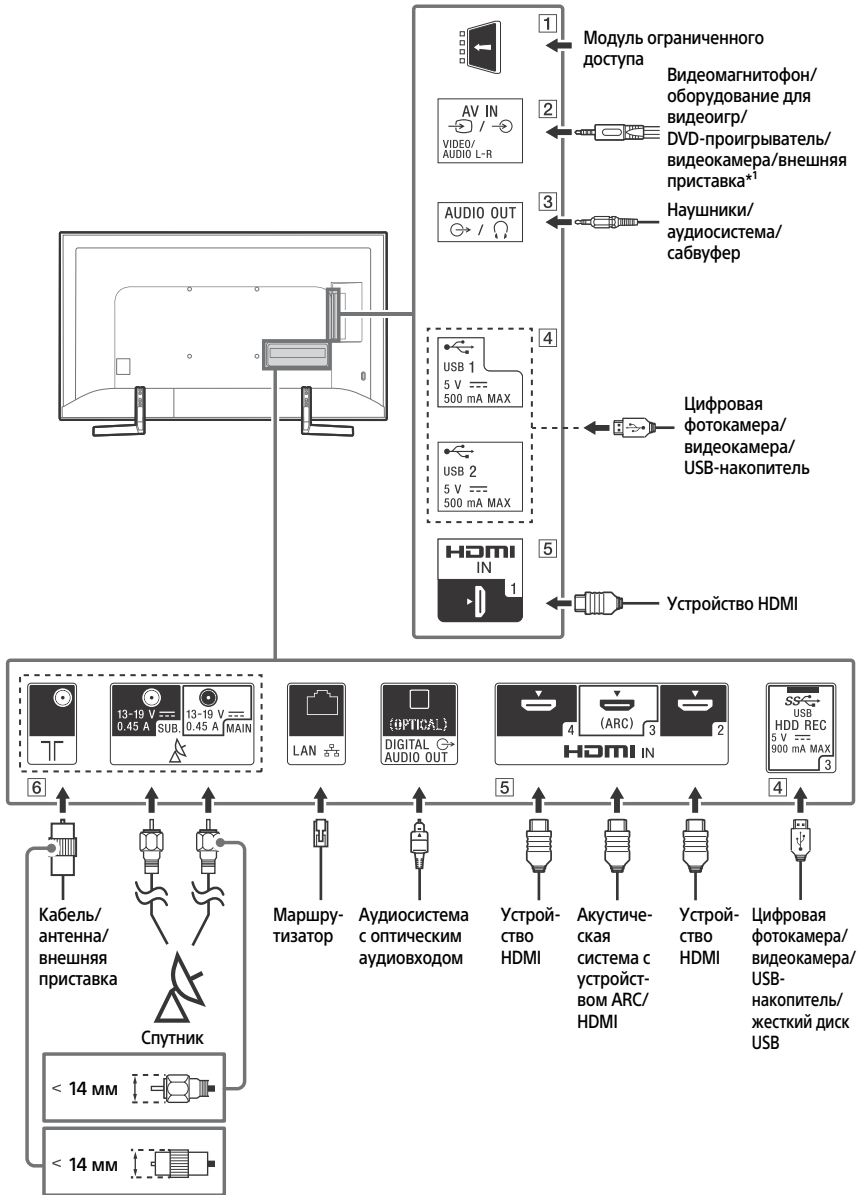 1
Модуль ограниченного
доступа
2
AV IN
VIDEO/
AUDIO L-R
Видеомагнитофон/
оборудование для
видеоигр/
DVD-проигрыватель/
видеокамера/внешняя
приставка*1
3
AUDIO OUT
Наушники/
аудиосистема/
сабвуфер
4
USB 1
5 V
500 mA MAX
USB 2
5 V
500 mA MAX
Цифровая
фотокамера/
видеокамера/
USB-накопитель
5
HDMI
IN
1
Устройство HDMI
13-19 V
0.45 A
SUB.
13-19 V
0.45 A
MAIN
LAN
(OPTICAL)
DIGITAL
AUDIO OUT
4
(ARC)
3
2
HDMI IN
SS
USB
HDD REC
5 V
900 mA MAX
3
6
5
4
Кабель/
антенна/
внешняя
приставка
Спутник
Маршру-
тизатор
Аудиосистема
с оптическим
аудиовходом
Устрой-
ство
HDMI
Акустиче-
ская
система с
устройст-
вом ARC/
HDMI
Устрой-
ство
HDMI
Цифровая
фотокамера/
видеокамера/
USB-
накопитель/
жесткий диск
USB
< 14 мм
< 14 мм